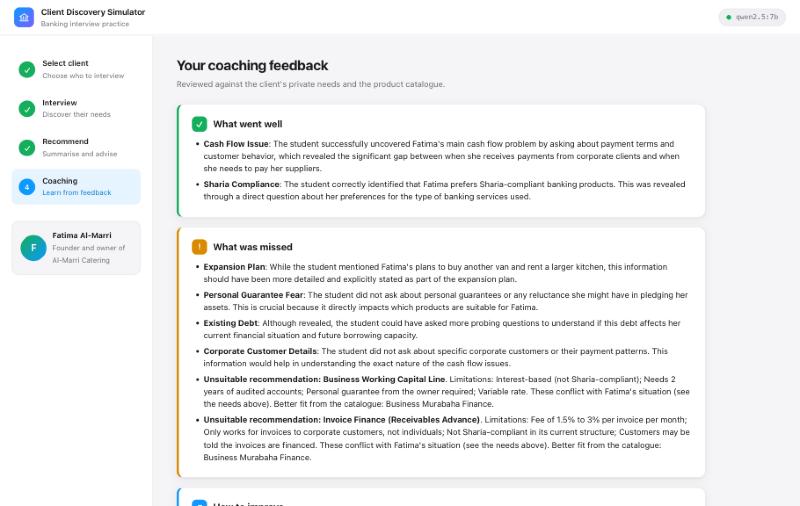 Client Discovery Simulator
Banking interview practice
qwen2.5:7b
Select client
Choose who to interview
Interview
Discover their needs
Recommend
Summarise and advise
4
Coaching
Learn from feedback
F
Fatima Al-Marri
Founder and owner of
Al-Marri Catering
Your coaching feedback
Reviewed against the client's private needs and the product catalogue.
What went well
• Cash Flow Issue: The student successfully uncovered Fatima's main cash flow problem by asking about payment terms and
customer behavior, which revealed the significant gap between when she receives payments from corporate clients and when
she needs to pay her suppliers.
• Sharia Compliance: The student correctly identified that Fatima prefers Sharia-compliant banking products. This was revealed
through a direct question about her preferences for the type of banking services used.
! What was missed
• Expansion Plan: While the student mentioned Fatima's plans to buy another van and rent a larger kitchen, this information
should have been more detailed and explicitly stated as part of the expansion plan.
• Personal Guarantee Fear: The student did not ask about personal guarantees or any reluctance she might have in pledging her
assets. This is crucial because it directly impacts which products are suitable for Fatima.
• Existing Debt: Although revealed, the student could have asked more probing questions to understand if this debt affects her
current financial situation and future borrowing capacity.
• Corporate Customer Details: The student did not ask about specific corporate customers or their payment patterns. This
information would help in understanding the exact nature of the cash flow issues.
• Unsuitable recommendation: Business Working Capital Line. Limitations: Interest-based (not Sharia-compliant); Needs 2
years of audited accounts; Personal guarantee from the owner required; Variable rate. These conflict with Fatima's situation (see
the needs above). Better fit from the catalogue: Business Murabaha Finance.
• Unsuitable recommendation: Invoice Finance (Receivables Advance). Limitations: Fee of 1.5% to 3% per invoice per month;
Only works for invoices to corporate customers, not individuals; Not Sharia-compliant in its current structure; Customers may be
told the invoices are financed. These conflict with Fatima's situation (see the needs above). Better fit from the catalogue:
Business Murabaha Finance.
How to improve